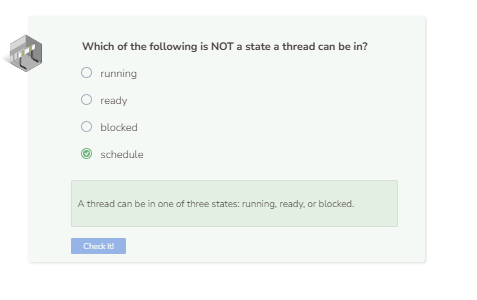 Which of the following is NOT a state a thread can be in?
running
ready
blocked
schedule
A thread can be in one of three states: running, ready, or blocked.
Check It!